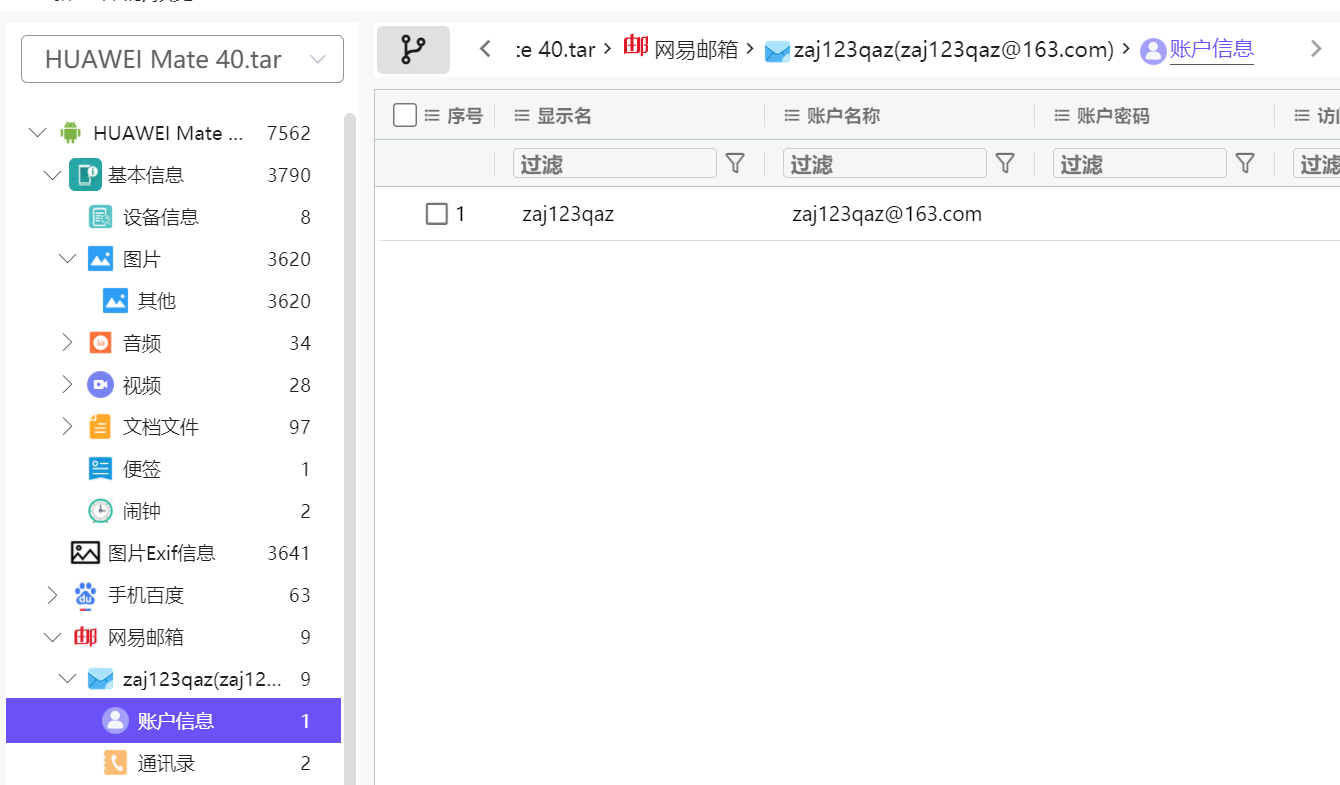 HUAWEI Mate 40.tar
HUAWEI Mate ... 7562
基本信息 3790
设备信息 8
图片 3620
其他 3620
音频 34
视频 28
文档文件 97
便签 1
闹钟 2
图片Exif信息 3641
du 手机百度 63
邮 网易邮箱 9
zaj123qaz(zaj12... 9
账户信息 1
通讯录 2
:e 40.tar > 邮 网易邮箱 > zaj123qaz(zaj123qaz@163.com) > 账户信息
序号 显示名 账户名称 账户密码
过滤 过滤 过滤 过滤
1 zaj123qaz zaj123qaz@163.com